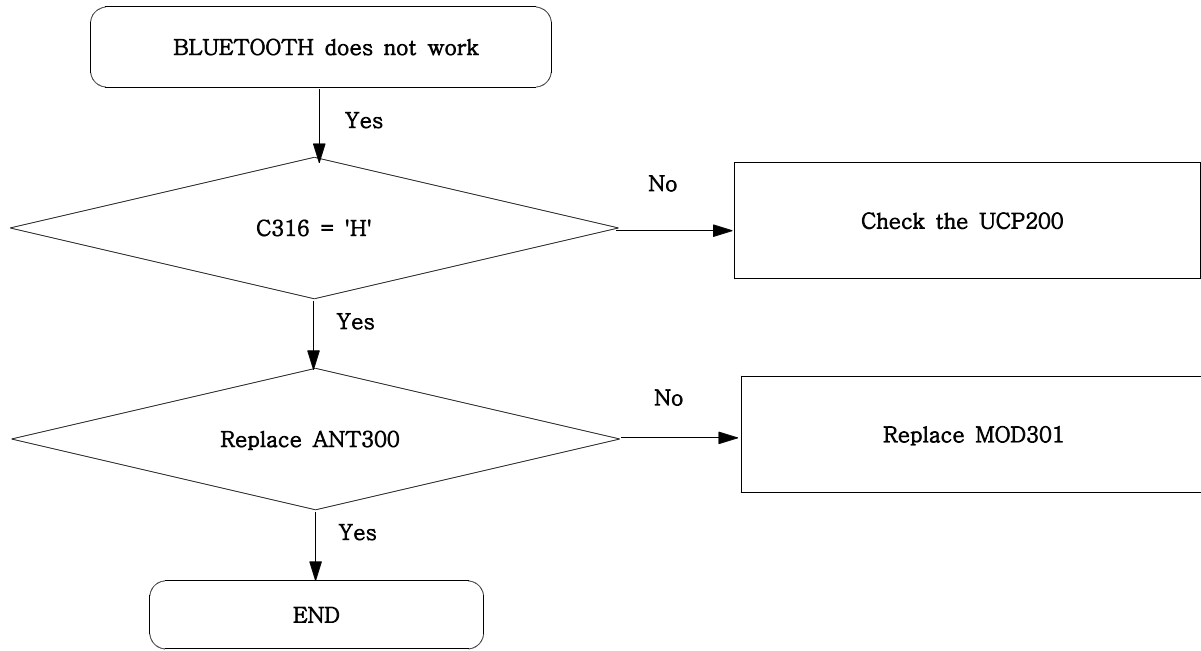 BLUETOOTH does not work
Yes
C316 = 'H'
No
Check the UCP200
Yes
Replace ANT300
No
Replace MOD301
Yes
END